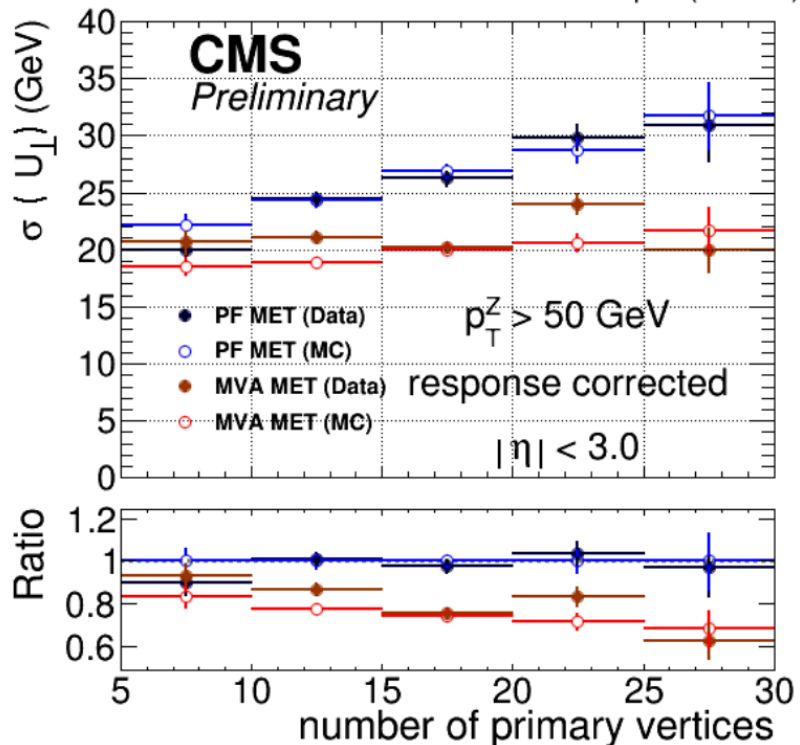 CMS
Preliminary
σ ( U⊥) (GeV)
40
35
30
25
20
15
10
5
0
PF MET (Data)
PF MET (MC)
MVA MET (Data)
MVA MET (MC)
p_T^Z > 50 GeV
response corrected
|η| < 3.0
Ratio
1.2
1
0.8
0.6
5 10 15 20 25 30
number of primary vertices